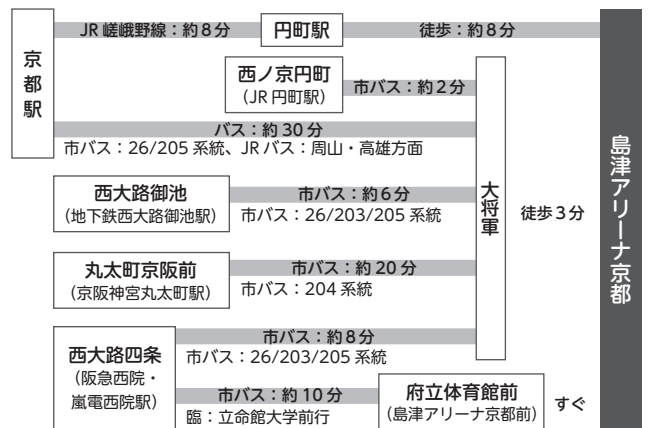 京都駅
JR 嵯峨野線：約8分
円町駅
徒歩：約8分
西ノ京円町
（JR 円町駅）
市バス：約2分
バス：約30分
市バス：26/205 系統、JR バス：周山・高雄方面
西大路御池
（地下鉄西大路御池駅）
市バス：約6分
市バス：26/203/205 系統
丸太町京阪前
（京阪神宮丸太町駅）
市バス：約20分
市バス：204 系統
西大路四条
（阪急西院・
嵐電西院駅）
市バス：約8分
市バス：26/203/205 系統
市バス：約10分
臨：立命館大学前行
府立体育館前
（島津アリーナ京都前）
すぐ
大将軍
徒歩3分
島津アリーナ京都